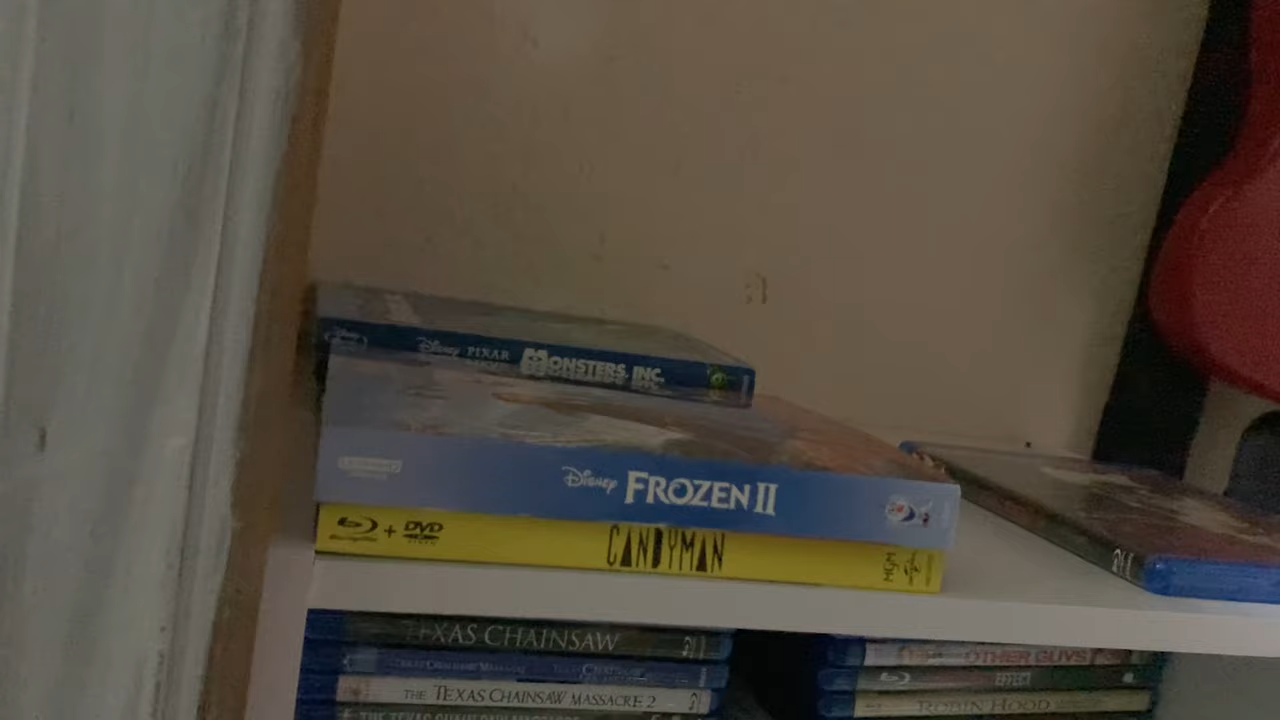 Disney PIXAR MONSTERS, INC.
Disney FROZEN II
Blu-ray + DVD CANDYMAN MGM
TEXAS CHAINSAW
THE TEXAS CHAINSAW MASSACRE 2
OTHER GUYS
ROBIN HOOD